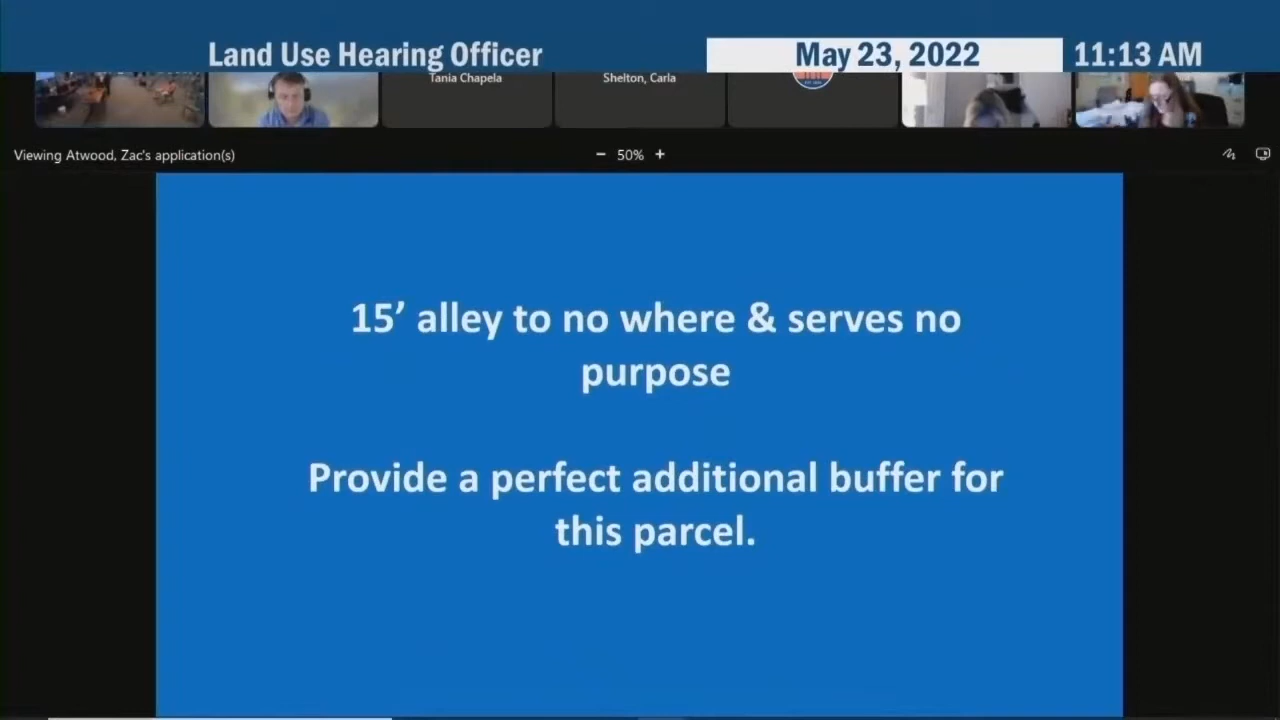 Land Use Hearing Officer
May 23, 2022
11:13 AM
Tania Chapela
Shelton, Carla
Viewing Atwood, Zac's application(s)
50%
15’ alley to no where & serves no
purpose
Provide a perfect additional buffer for
this parcel.